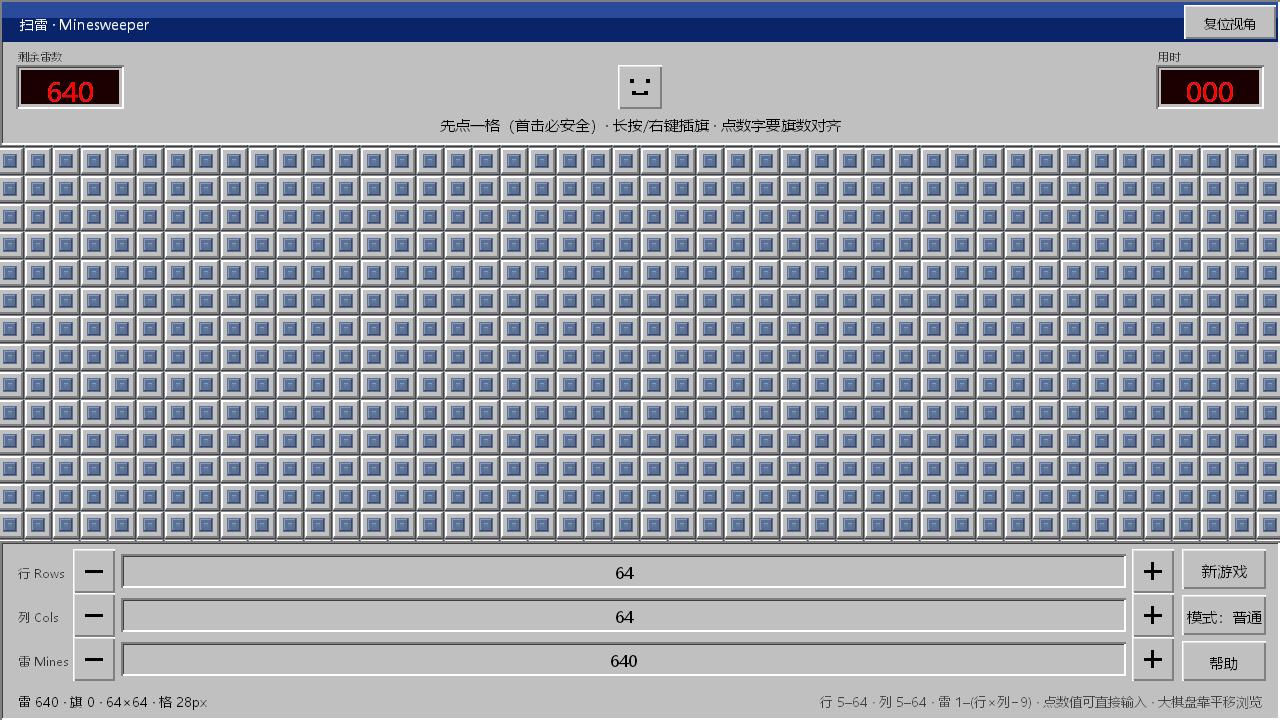 扫雷 · Minesweeper
复位视角
剩余雷数
用时
640
000
先点一格（首击必安全）· 长按/右键插旗 · 点数字要旗数对齐
行 Rows
64
新游戏
列 Cols
64
模式：普通
雷 Mines
640
帮助
雷 640 · 旗 0 · 64×64 · 格 28px
行 5–64 · 列 5–64 · 雷 1–(行×列−9) · 点数值可直接输入 · 大棋盘靠平移浏览